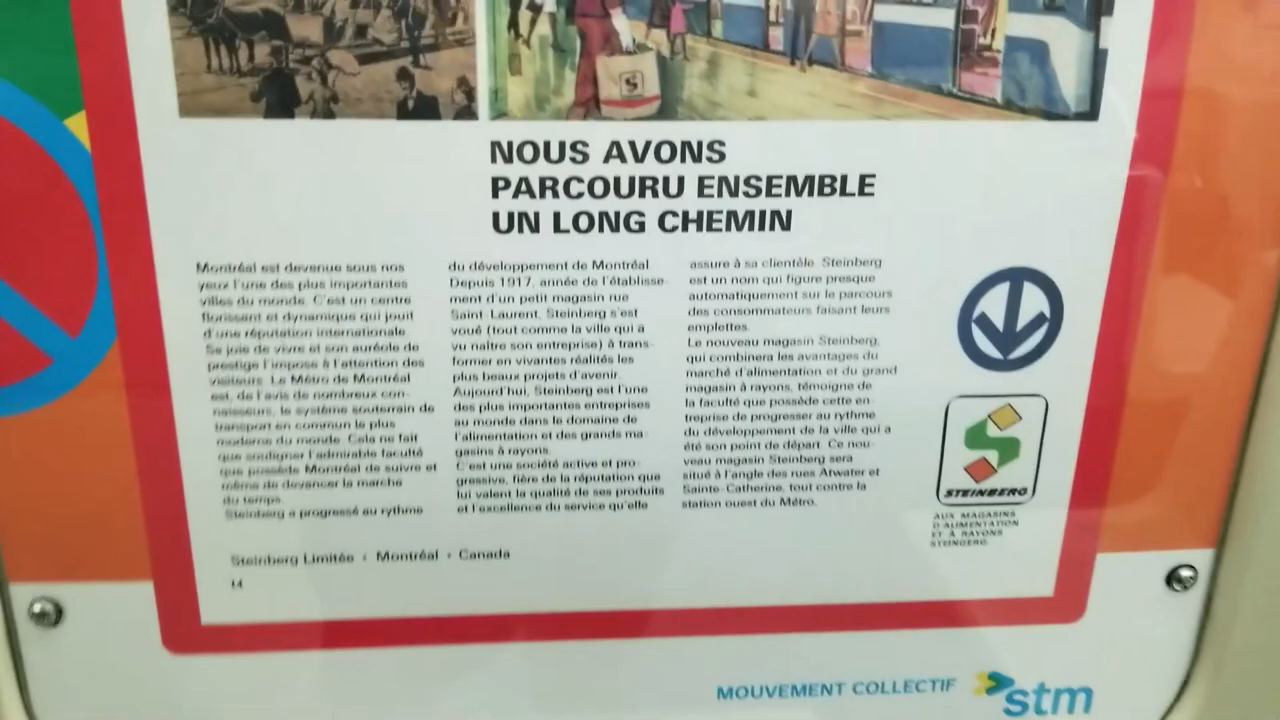 NOUS AVONS
PARCOURU ENSEMBLE
UN LONG CHEMIN
Montréal est devenue sous nos
yeux l'une des plus importantes
villes du monde. C'est un centre
florissant et dynamique qui jouit
d'une réputation internationale.
Sa joie de vivre et son auréole de
prestige l'impose à l'attention des
visiteurs. Le Métro de Montréal
est, de l'avis de nombreux con-
naisseurs, le système souterrain de
transport en commun le plus
moderne du monde. Cela ne fait
que souligner l'admirable faculté
que possède Montréal de suivre et
même de devancer la marche
du temps.
Steinberg a progressé au rythme
du développement de Montréal.
Depuis 1917, année de l'établisse-
ment d'un petit magasin rue
Saint-Laurent, Steinberg s'est
voué (tout comme la ville qui a
vu naître son entreprise) à trans-
former en vivantes réalités les
plus beaux projets d'avenir.
Aujourd'hui, Steinberg est l'une
des plus importantes entreprises
au monde dans le domaine de
l'alimentation et des grands ma-
gasins à rayons.
C'est une société active et pro-
gressive, fière de la réputation que
lui valent la qualité de ses produits
et l'excellence du service qu'elle
assure à sa clientèle. Steinberg
est un nom qui figure presque
automatiquement sur le parcours
des consommateurs faisant leurs
emplettes.
Le nouveau magasin Steinberg,
qui combinera les avantages du
marché d'alimentation et du grand
magasin à rayons, témoigne de
la faculté que possède cette en-
treprise de progresser au rythme
du développement de la ville qui a
été son point de départ. Ce nou-
veau magasin Steinberg sera
situé à l'angle des rues Atwater et
Sainte-Catherine, tout contre la
station ouest du Métro.
STEINBERG
AUX MAGASINS
D'ALIMENTATION
ET À RAYONS
STEINBERG
Steinberg Limitée • Montréal • Canada
14
MOUVEMENT COLLECTIF
stm